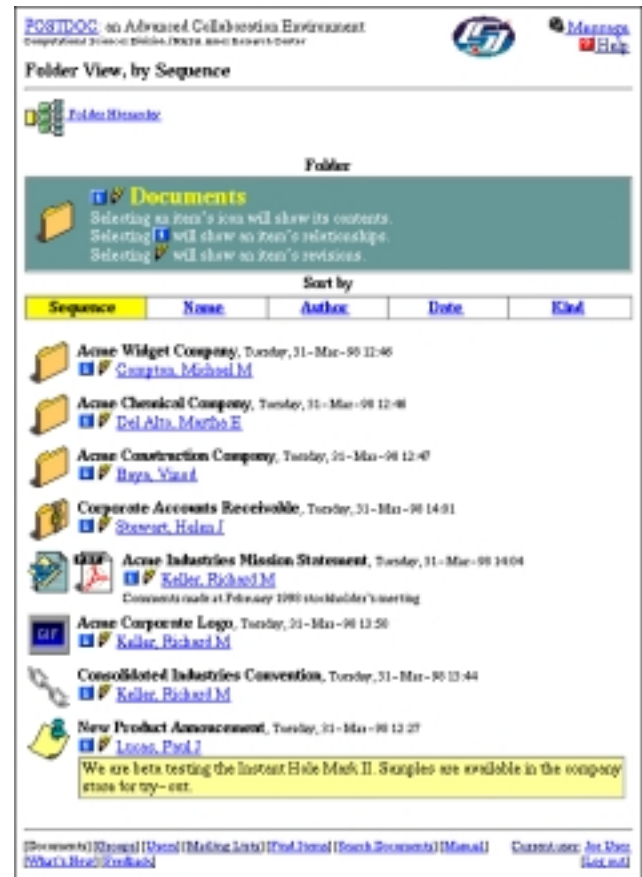 POSTDOC: an Advanced Collaboration Environment
Computational Sciences Division / NASA Ames Research Center
Message
Help
Folder View, by Sequence
Folder Hierarchy
Folder
Documents
Selecting an item's icon will show its contents.
Selecting will show an item's relationships.
Selecting will show an item's revisions.
Sort by
Sequence Name Author Date Kind
Acme Widget Company, Tuesday, 31-Mar-98 12:46
Compton, Michael M
Acme Chemical Company, Tuesday, 31-Mar-98 12:46
Del Alto, Martha E
Acme Construction Company, Tuesday, 31-Mar-98 12:47
Baya, Vinod
Corporate Accounts Receivable, Tuesday, 31-Mar-98 14:01
Stewart, Helen J
Acme Industries Mission Statement, Tuesday, 31-Mar-98 14:04
Keller, Richard M
Comments made at February 1998 stockholder's meeting
GIF
Acme Corporate Logo, Tuesday, 31-Mar-98 13:50
Keller, Richard M
Consolidated Industries Convention, Tuesday, 31-Mar-98 13:44
Keller, Richard M
New Product Annoucement, Tuesday, 31-Mar-98 12:27
Lucas, Paul J
We are beta testing the Instant Hole Mark II. Samples are available in the company
store for try-out.
[Documents] [Groups] [Users] [Mailing Lists] [Find Items] [Search Documents] [Manual] Current user: Joe User
[What's New] [Feedback] [Log out]